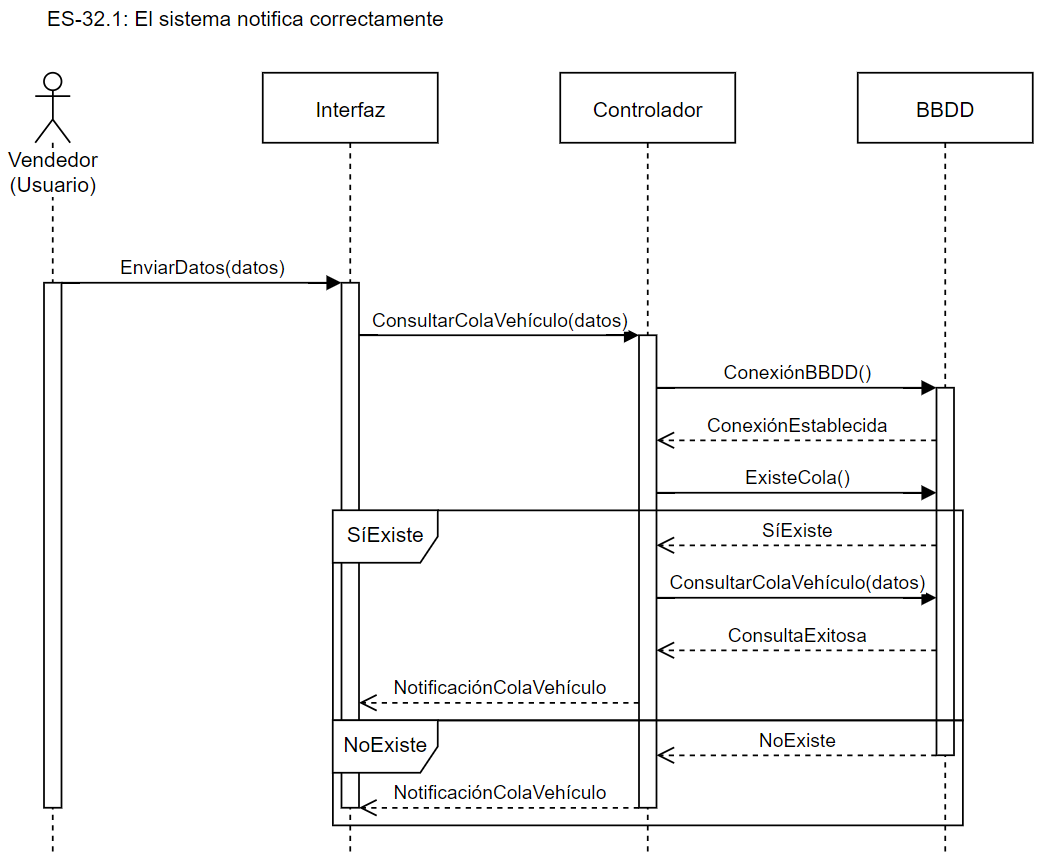 ES-32.1: El sistema notifica correctamente
Vendedor
(Usuario)
Interfaz
Controlador
BBDD
EnviarDatos(datos)
ConsultarColaVehículo(datos)
ConexiónBBDD()
ConexiónEstablecida
ExisteCola()
SíExiste
SíExiste
ConsultarColaVehículo(datos)
ConsultaExitosa
NotificaciónColaVehículo
NoExiste
NoExiste
NotificaciónColaVehículo